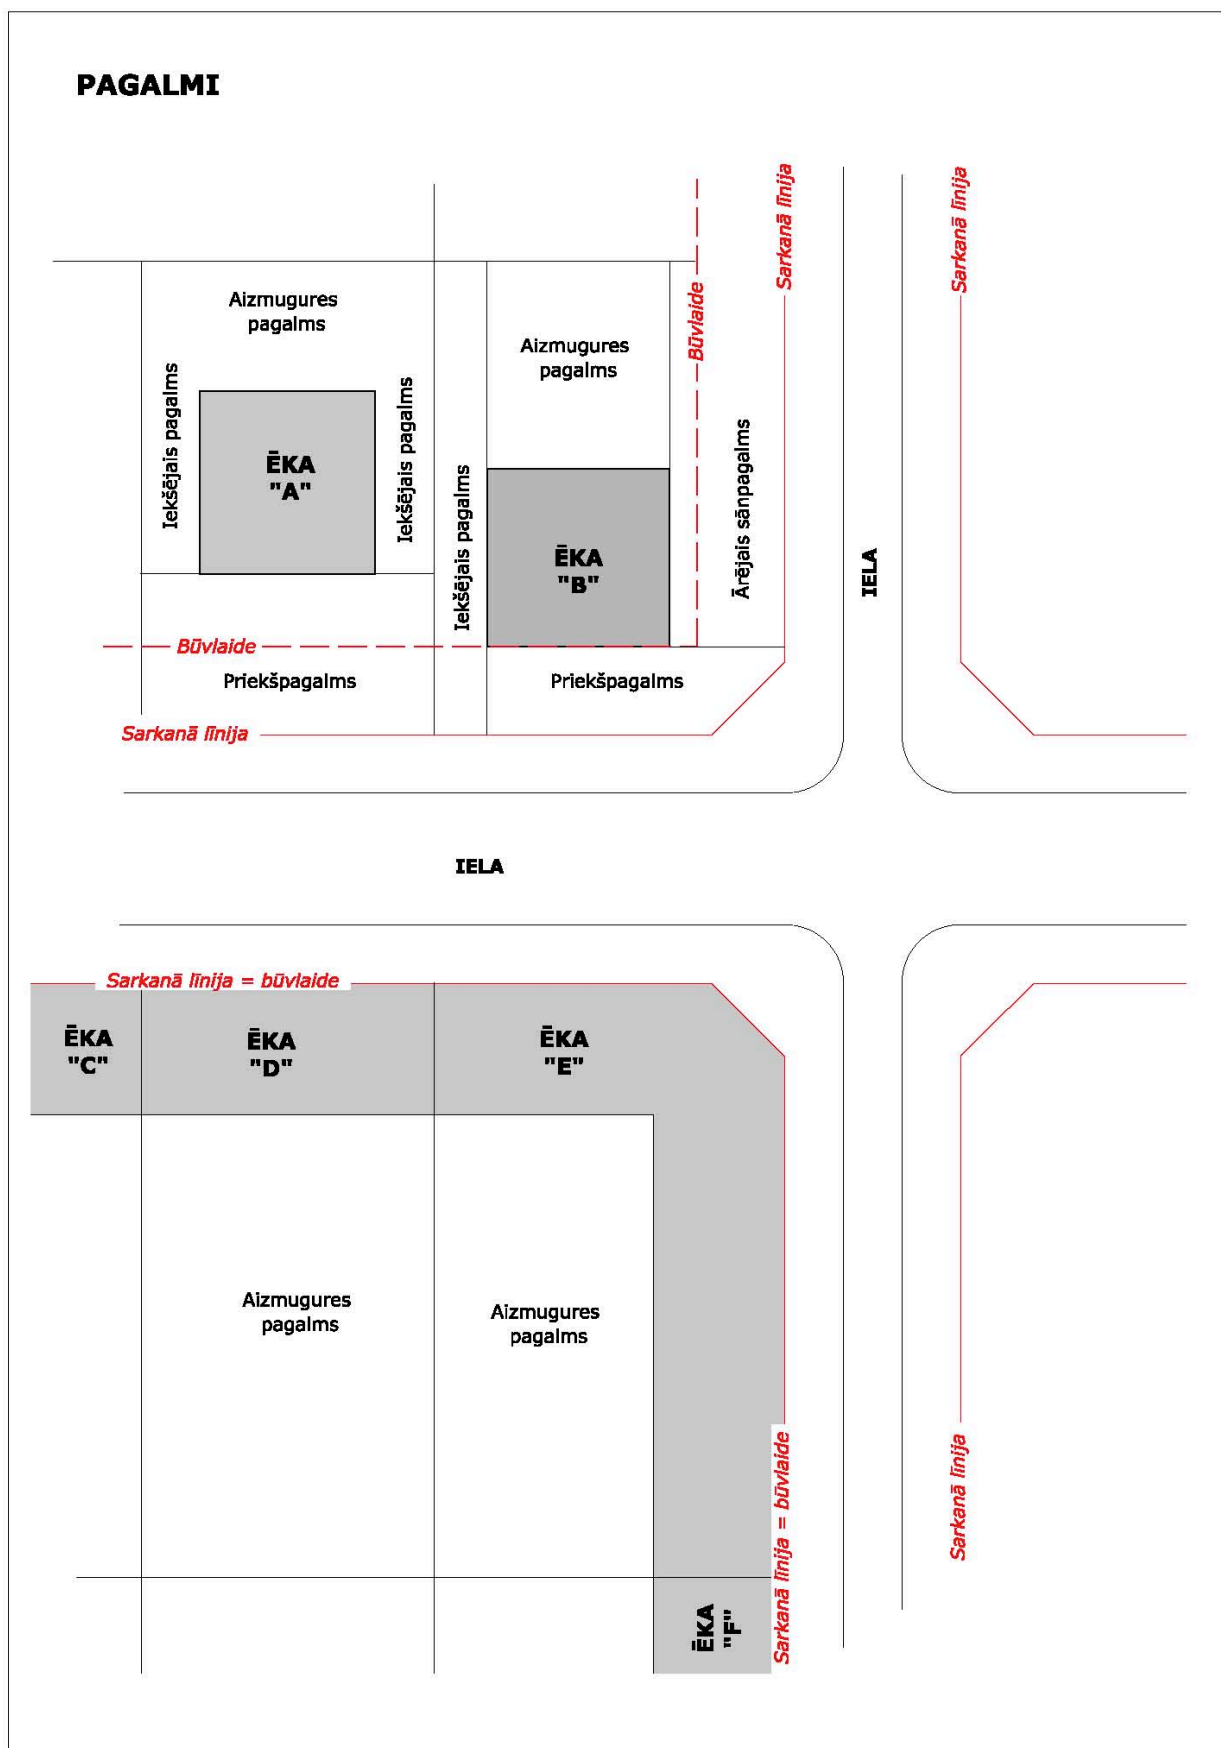 PAGALMI
Sarkanā līnija
Sarkanā līnija
Būvlaide
Aizmugures
pagalms
Aizmugures
pagalms
Iekšējais pagalms
Iekšējais pagalms
Iekšējais pagalms
Ārējais sānpagalms
ĒKA
"A"
ĒKA
"B"
IELA
Būvlaide
Priekšpagalms
Priekšpagalms
Sarkanā līnija
IELA
Sarkanā līnija = būvlaide
ĒKA
"C"
ĒKA
"D"
ĒKA
"E"
Aizmugures
pagalms
Aizmugures
pagalms
Sarkanā līnija = būvlaide
Sarkanā līnija
ĒKA
"F"